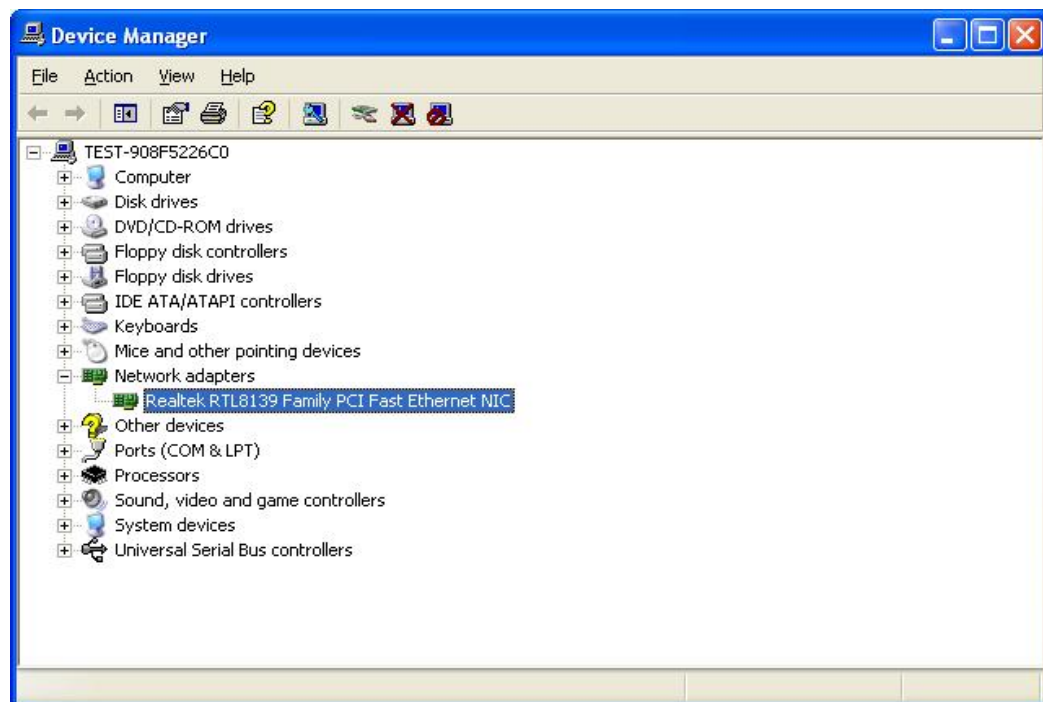 Device Manager
File Action View Help
TEST-908F5226C0
Computer
Disk drives
DVD/CD-ROM drives
Floppy disk controllers
Floppy disk drives
IDE ATA/ATAPI controllers
Keyboards
Mice and other pointing devices
Network adapters
Realtek RTL8139 Family PCI Fast Ethernet NIC
Other devices
Ports (COM & LPT)
Processors
Sound, video and game controllers
System devices
Universal Serial Bus controllers